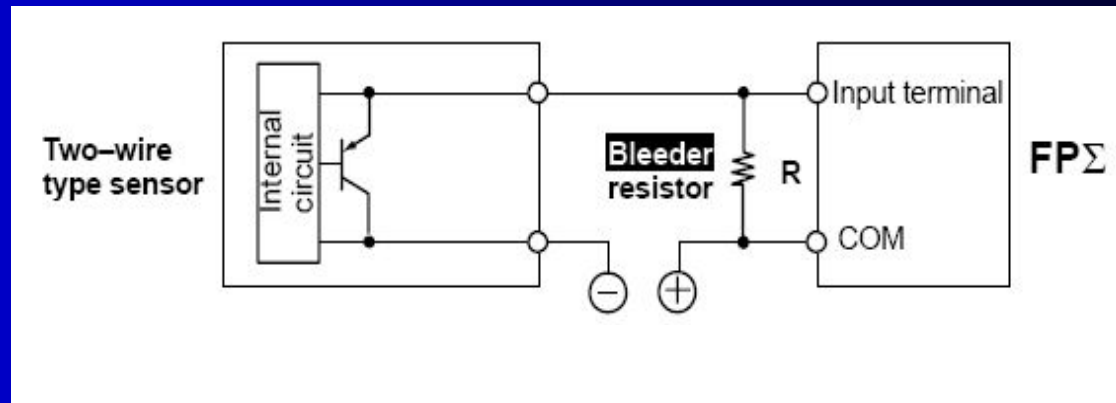 Two–wire
type sensor
Internal
circuit
Bleeder
resistor
R
Input terminal
COM
FPΣ
− +